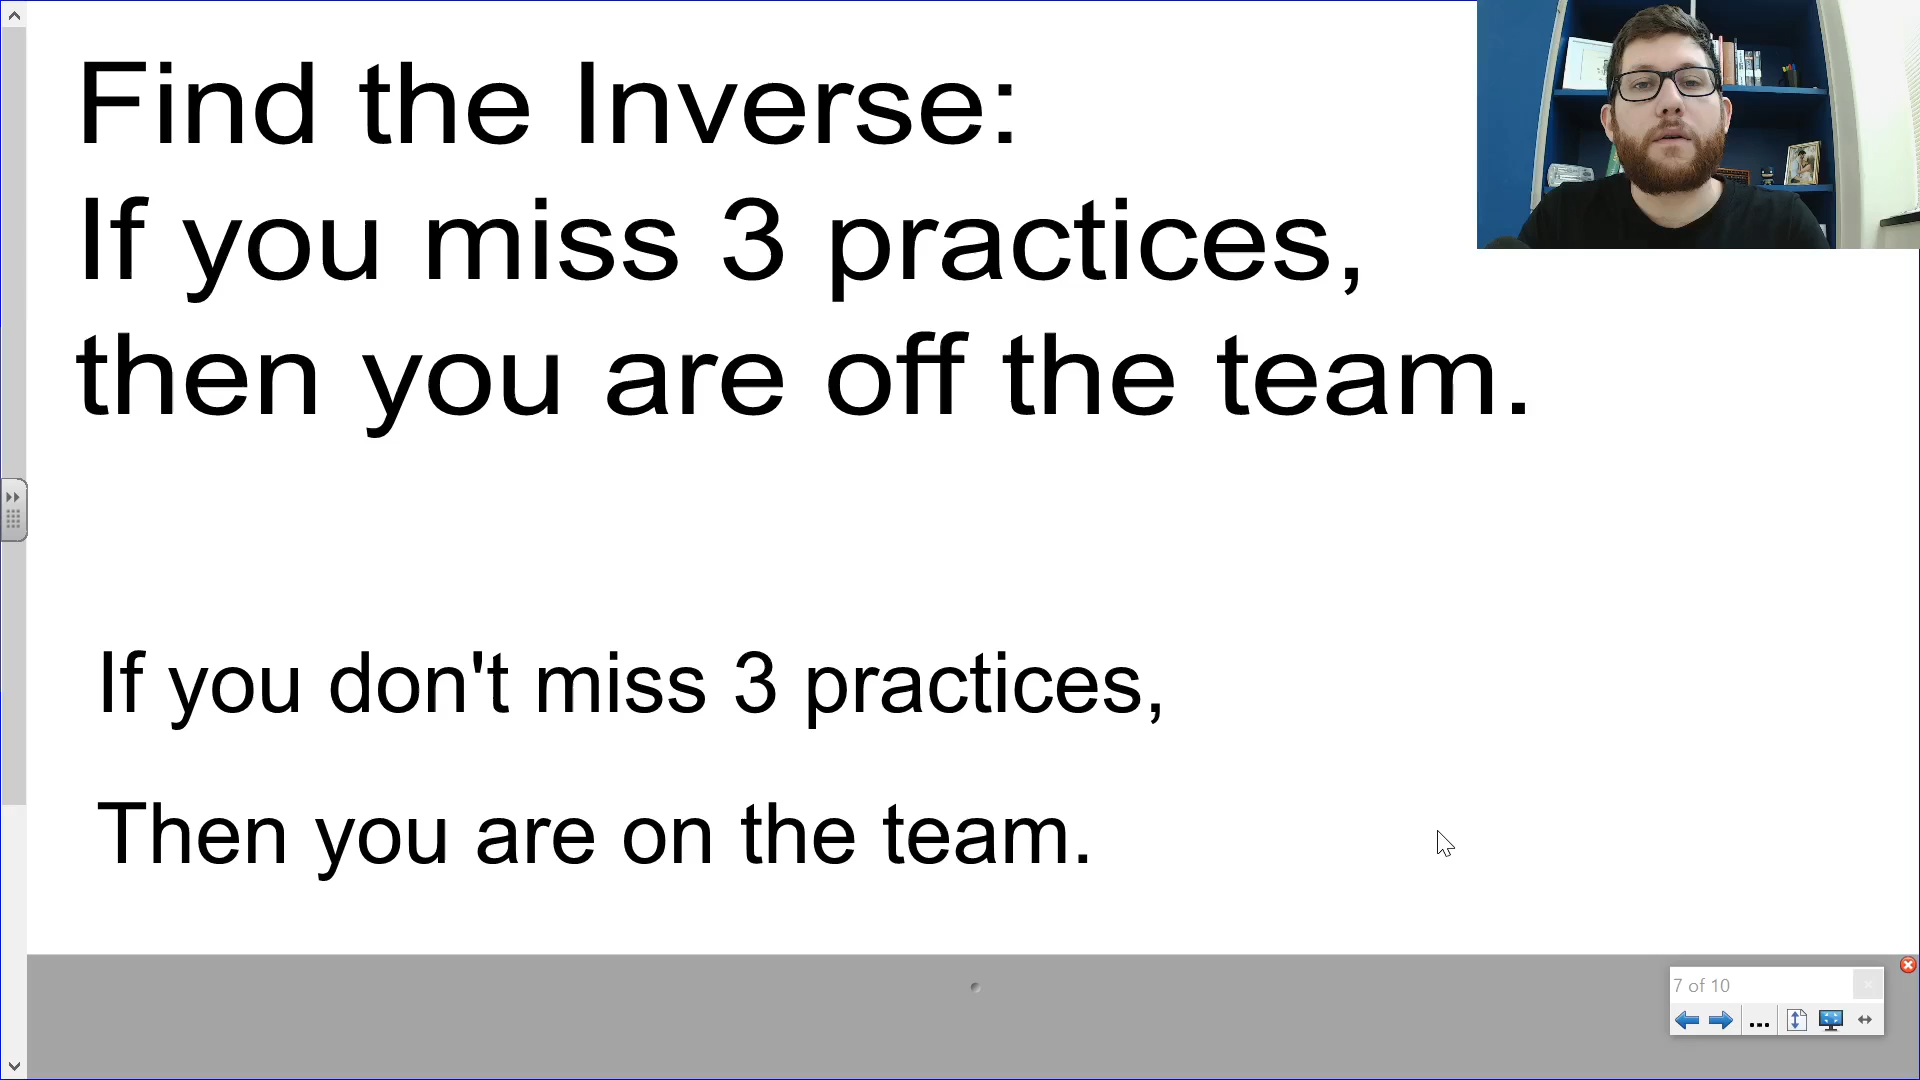 Find the Inverse:
If you miss 3 practices,
then you are off the team.
If you don't miss 3 practices,
Then you are on the team.
7 of 10